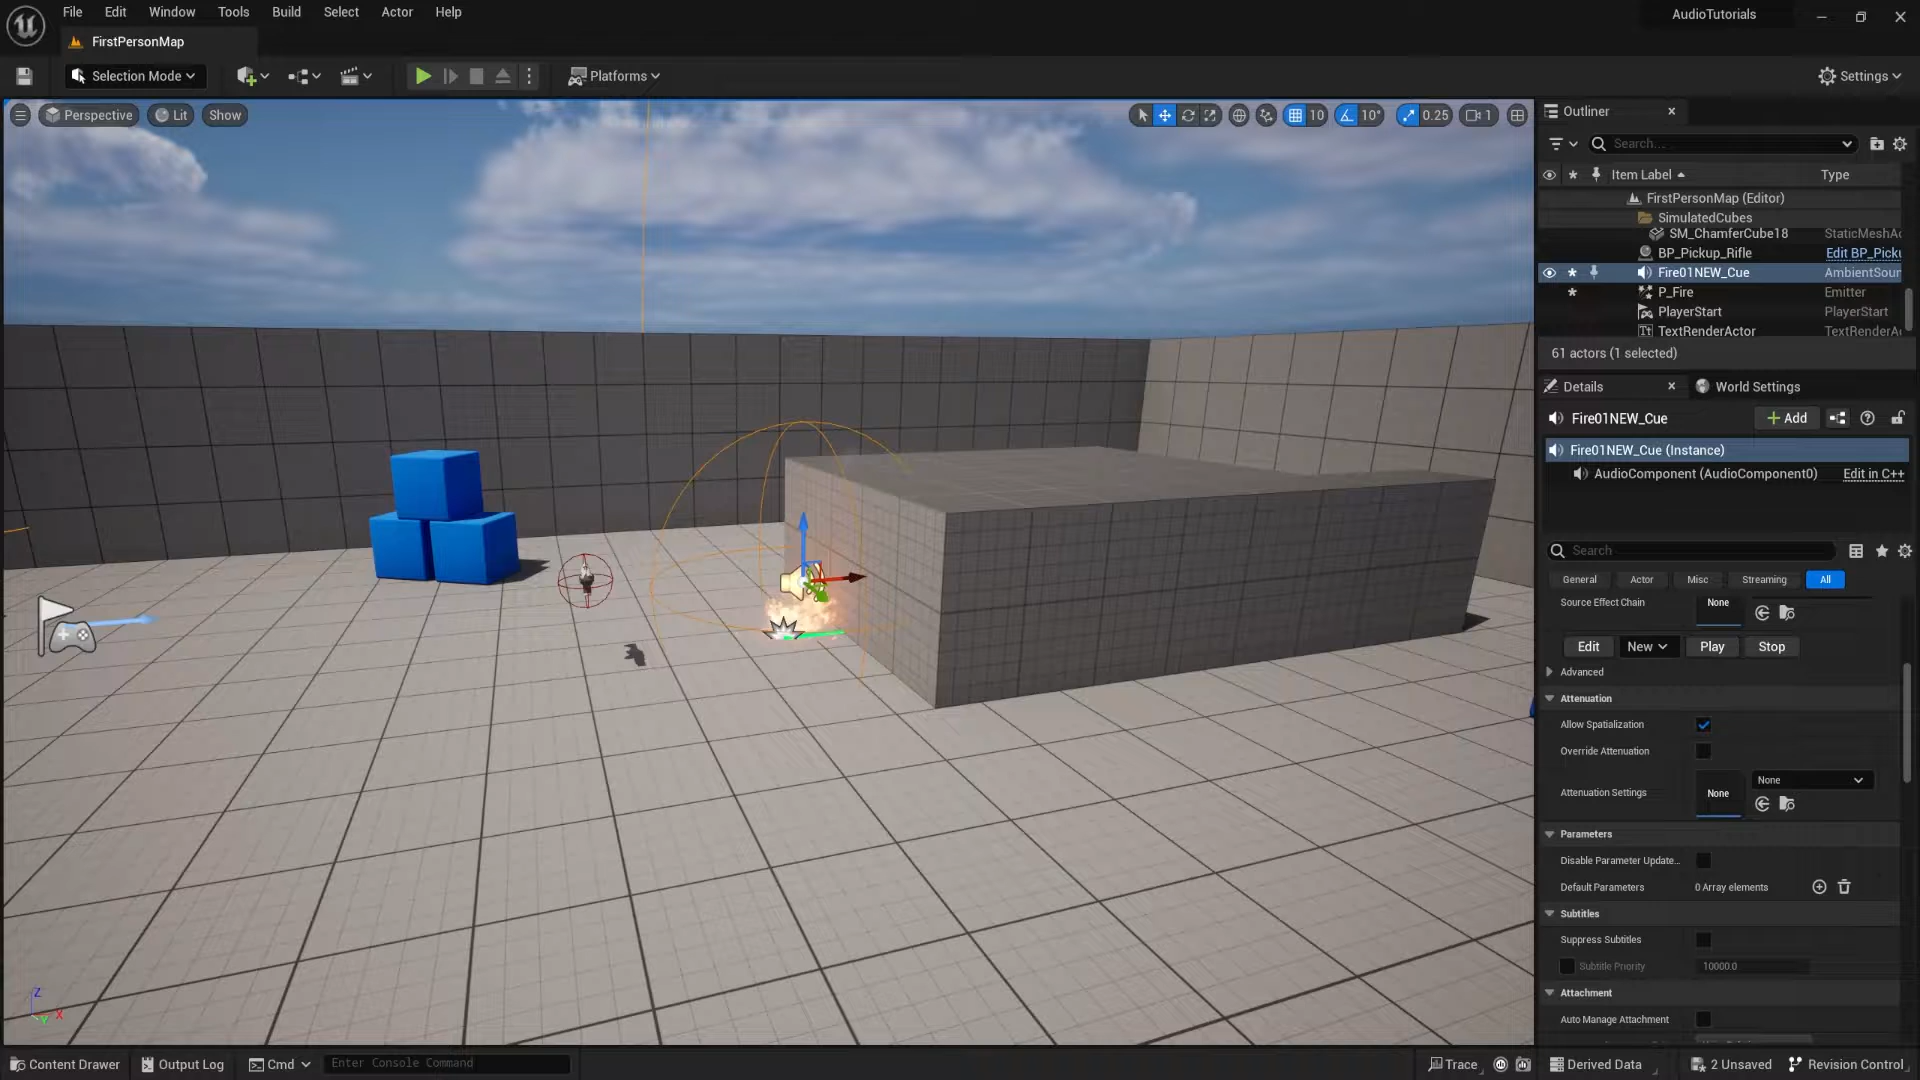 File Edit Window Tools Build Select Actor Help
AudioTutorials
FirstPersonMap
Selection Mode
Platforms
Settings
Perspective Lit Show
10 10° 0.25 1
Outliner
Search...
Item Label Type
FirstPersonMap (Editor)
SimulatedCubes
SM_ChamferCube18 StaticMeshAc
BP_Pickup_Rifle Edit BP_Picku
Fire01NEW_Cue AmbientSoun
P_Fire Emitter
PlayerStart PlayerStart
TextRenderActor TextRenderAc
61 actors (1 selected)
Details World Settings
Fire01NEW_Cue Add
Fire01NEW_Cue (Instance)
AudioComponent (AudioComponent0) Edit in C++
Search
General Actor Misc Streaming All
Source Effect Chain None
Edit New Play Stop
Advanced
Attenuation
Allow Spatialization
Override Attenuation
None
Attenuation Settings None
Parameters
Disable Parameter Update...
Default Parameters 0 Array elements
Subtitles
Suppress Subtitles
Subtitle Priority 10000.0
Attachment
Auto Manage Attachment
Z
Y X
Content Drawer Output Log Cmd Enter Console Command Trace Derived Data 2 Unsaved Revision Control